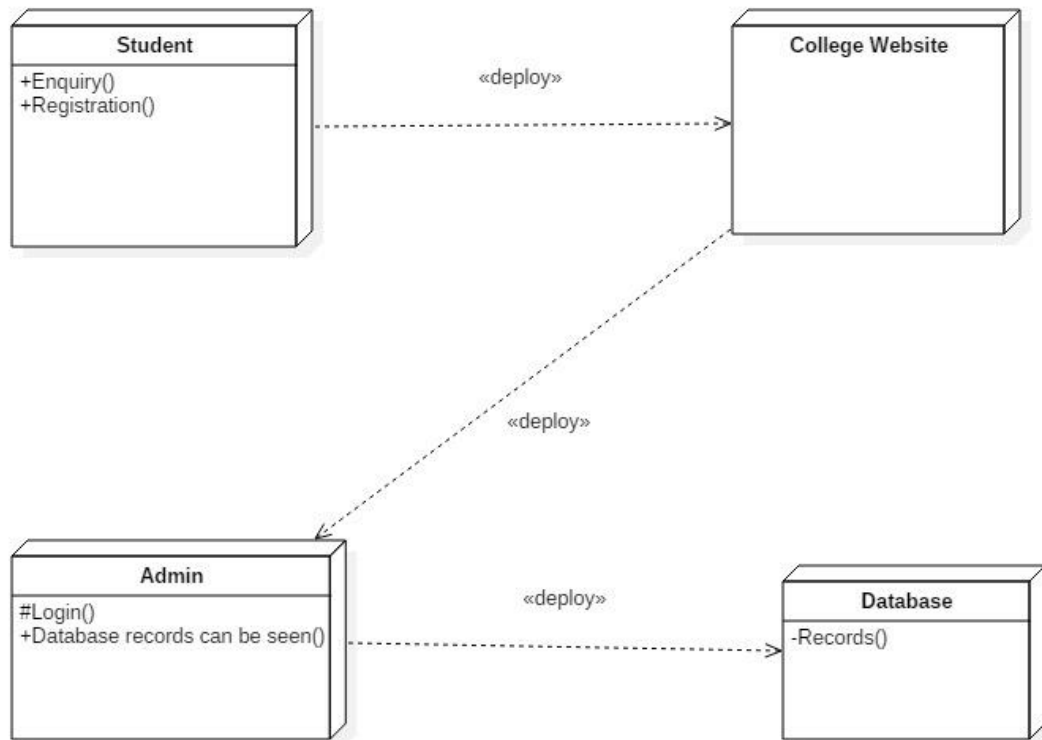 Student
+Enquiry()
+Registration()
«deploy»
College Website
«deploy»
Admin
#Login()
+Database records can be seen()
«deploy»
Database
-Records()